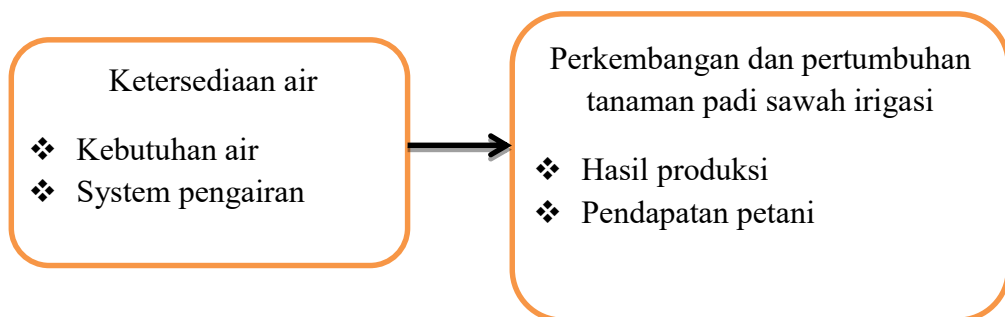 Ketersediaan air
❖ Kebutuhan air
❖ System pengairan
Perkembangan dan pertumbuhan
tanaman padi sawah irigasi
❖ Hasil produksi
❖ Pendapatan petani